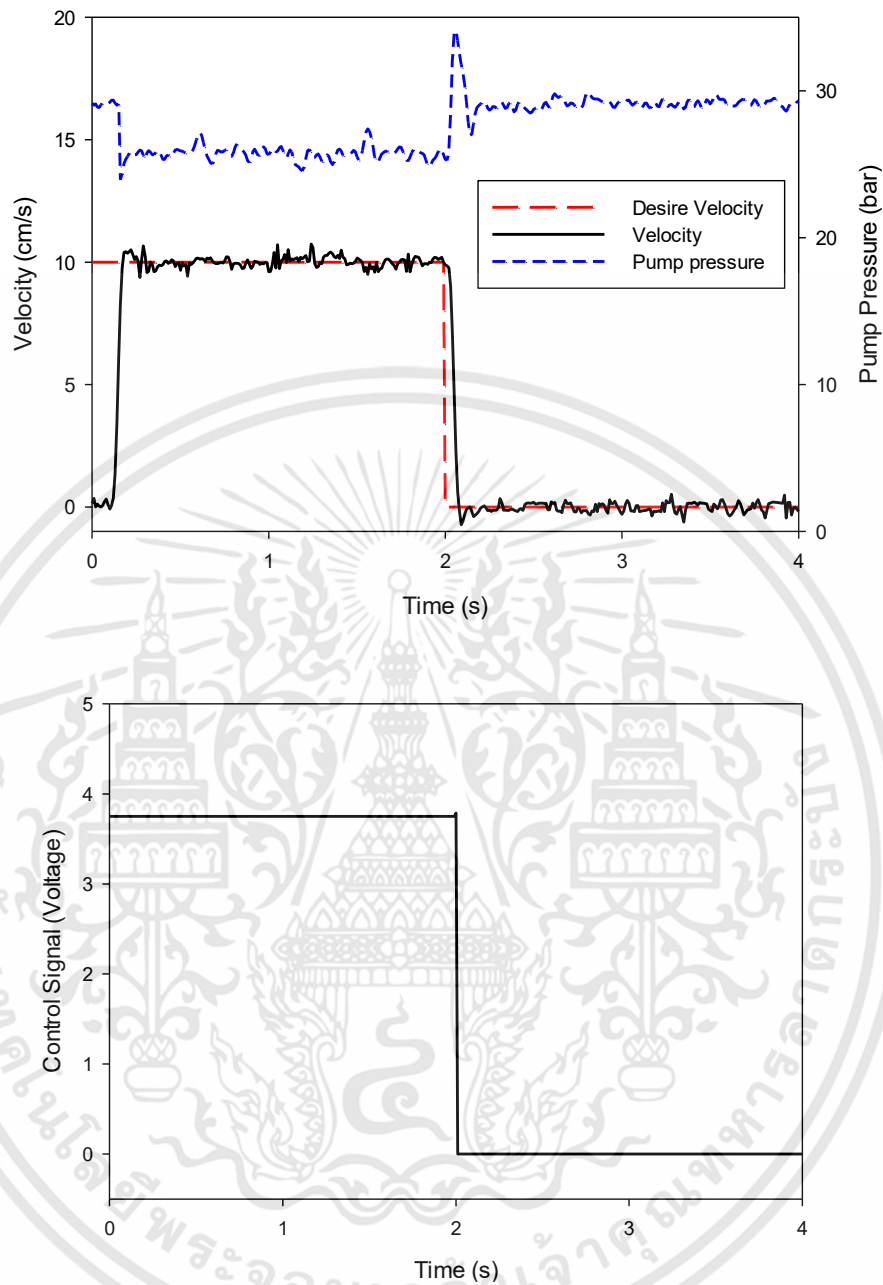 20
15
10
5
0
Velocity (cm/s)
30
20
10
0
Pump Pressure (bar)
Desire Velocity
Velocity
Pump pressure
0 1 2 3 4
Time (s)
5
4
3
2
1
0
Control Signal (Voltage)
0 1 2 3 4
Time (s)